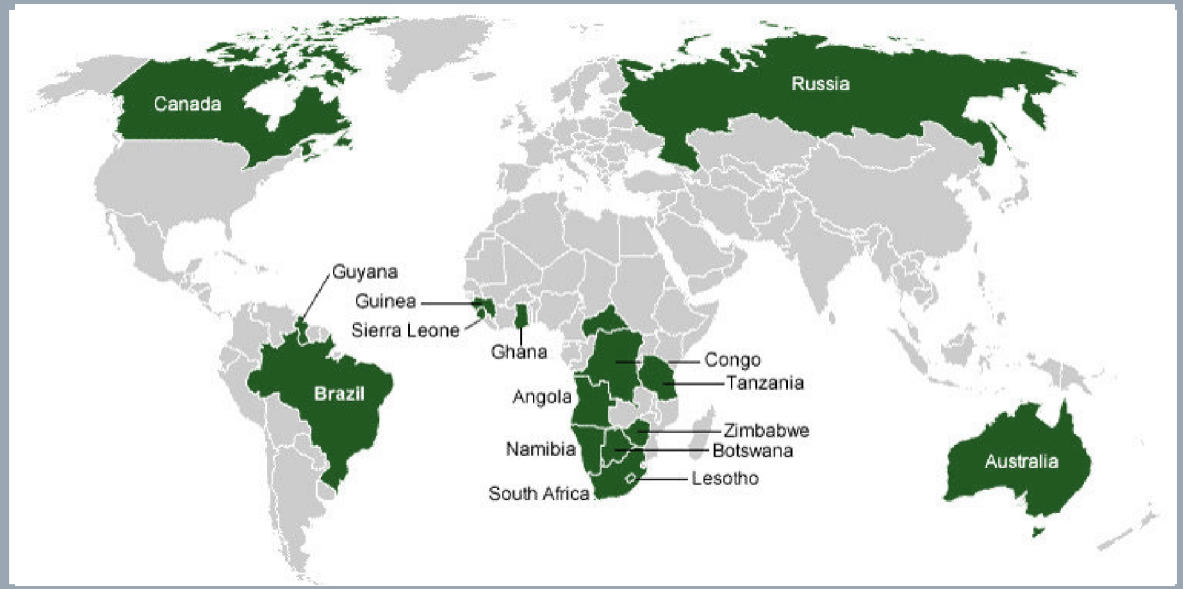 Canada
Russia
Guyana
Guinea
Sierra Leone
Ghana
Congo
Tanzania
Brazil
Angola
Zimbabwe
Namibia
Botswana
Australia
Lesotho
South Africa